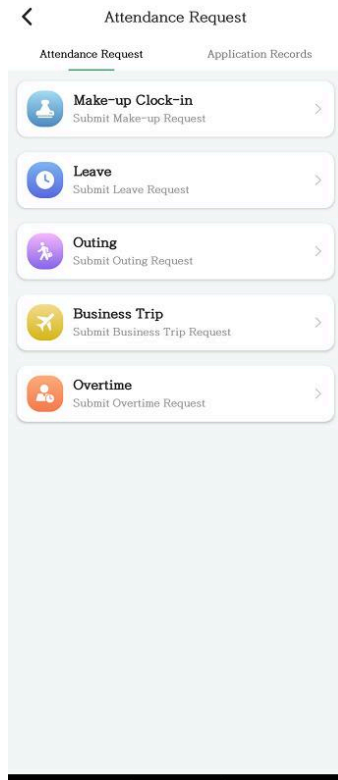 Attendance Request
Attendance Request Application Records
Make-up Clock-in
Submit Make-up Request
Leave
Submit Leave Request
Outing
Submit Outing Request
Business Trip
Submit Business Trip Request
Overtime
Submit Overtime Request